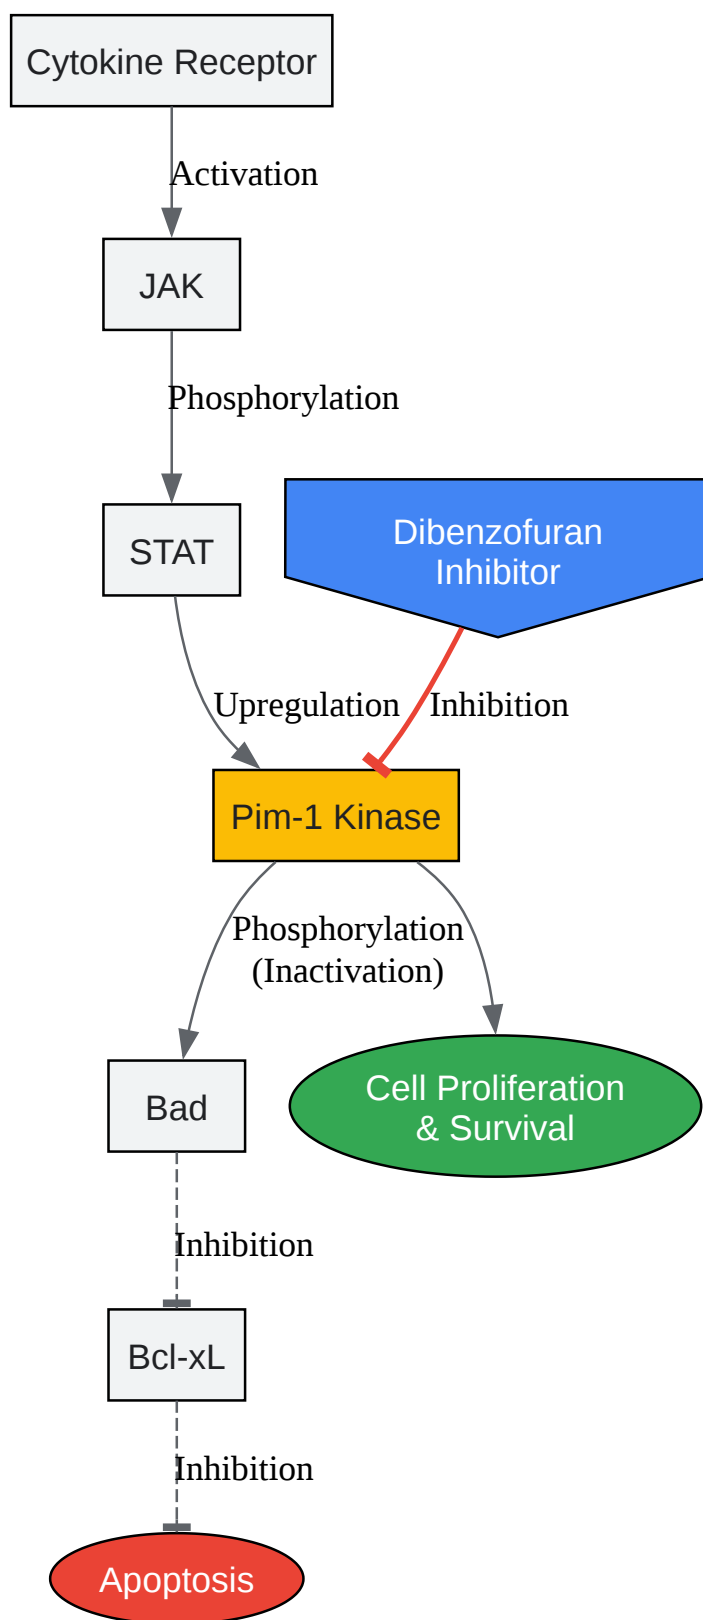 Cytokine Receptor
Activation
JAK
Phosphorylation
STAT
Dibenzofuran
Inhibitor
Upregulation
Inhibition
Pim-1 Kinase
Phosphorylation
(Inactivation)
Bad
Cell Proliferation
& Survival
Inhibition
Bcl-xL
Inhibition
Apoptosis